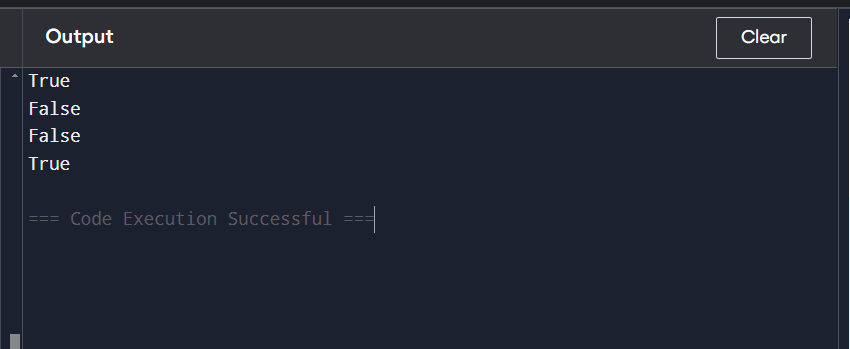 Output
Clear
True
False
False
True
=== Code Execution Successful ===